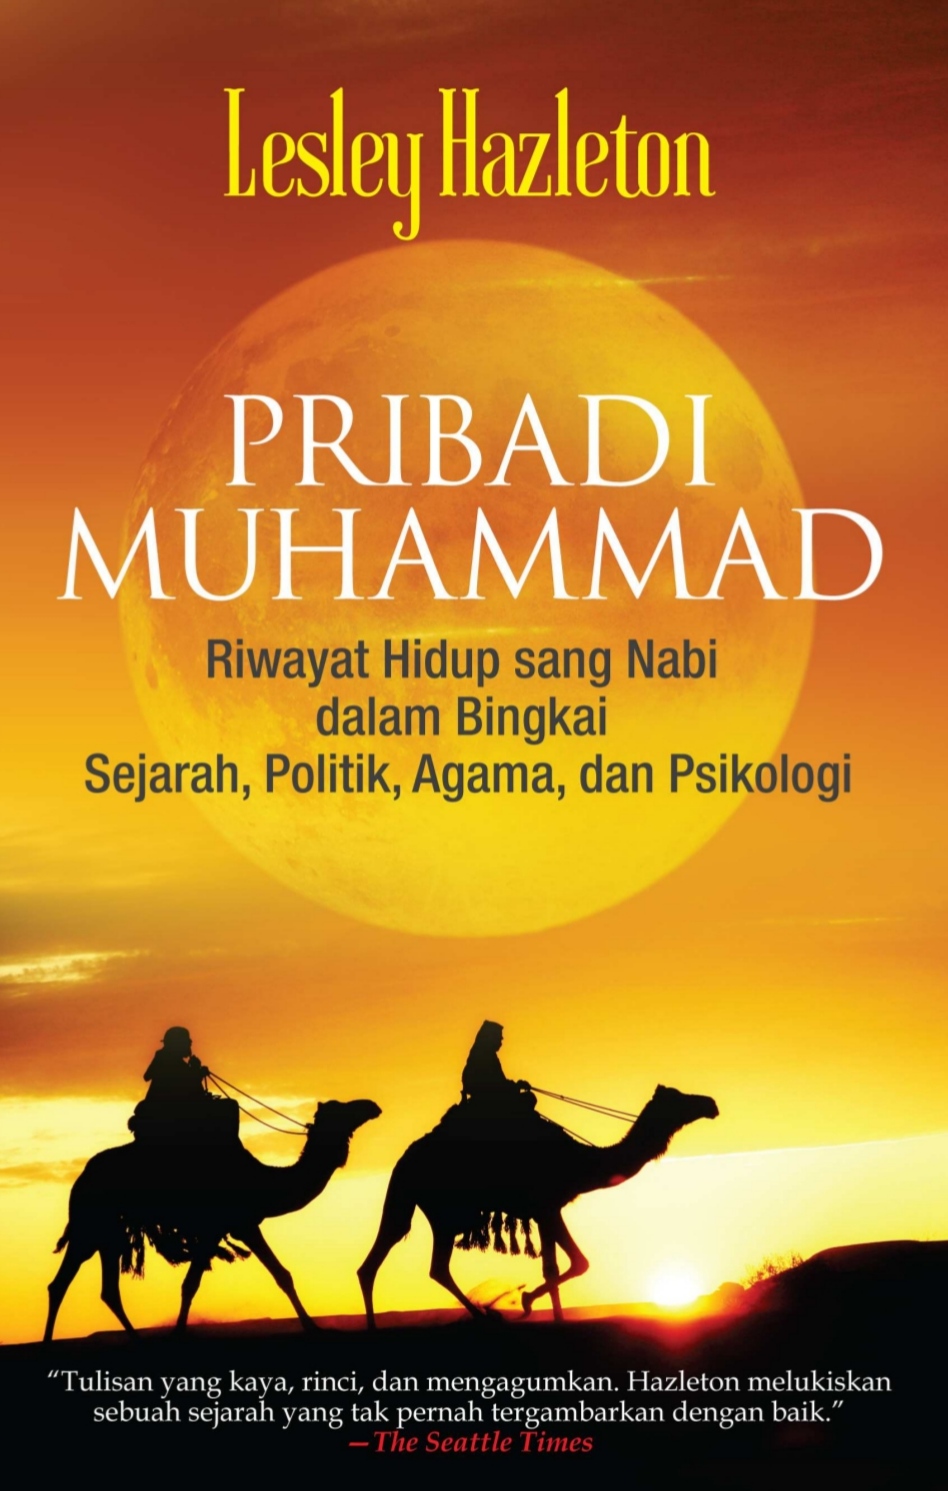 Lesley Hazleton
PRIBADI
MUHAMMAD
Riwayat Hidup sang Nabi
dalam Bingkai
Sejarah, Politik, Agama, dan Psikologi
“Tulisan yang kaya, rinci, dan mengagumkan. Hazleton melukiskan
sebuah sejarah yang tak pernah tergambarkan dengan baik.”
—The Seattle Times